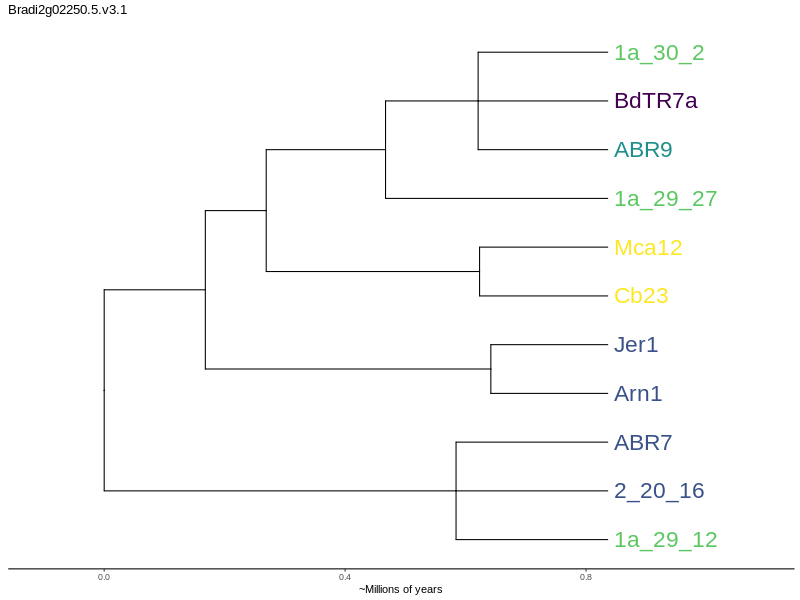 Bradi2g02250.5.v3.1
1a_30_2
BdTR7a
ABR9
1a_29_27
Mca12
Cb23
Jer1
Arn1
ABR7
2_20_16
1a_29_12
0.0 0.4 0.8
~Millions of years